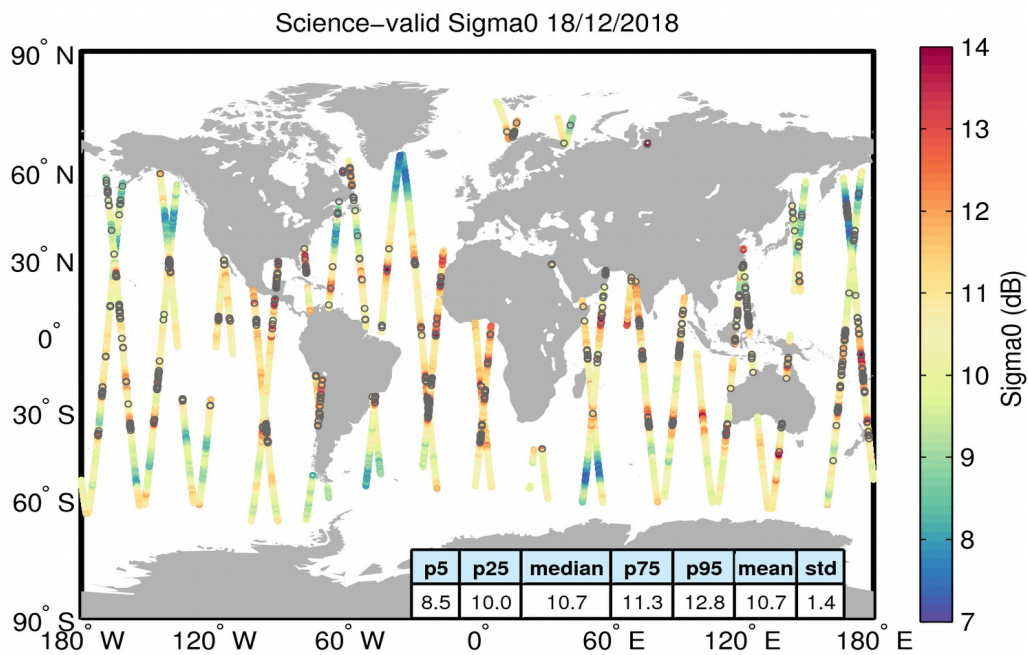 Science−valid Sigma0 18/12/2018
90° N
60° N
30° N
0°
30° S
60° S
90° S
180° W
120° W
60° W
0°
60° E
120° E
180° E
p5 p25 median p75 p95 mean std
8.5 10.0 10.7 11.3 12.8 10.7 1.4
14
13
12
11
10
9
8
7
Sigma0 (dB)